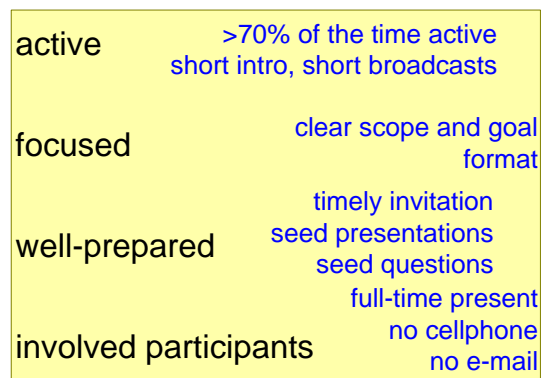 active
>70% of the time active
short intro, short broadcasts
focused
clear scope and goal
format
well-prepared
timely invitation
seed presentations
seed questions
involved participants
full-time present
no cellphone
no e-mail